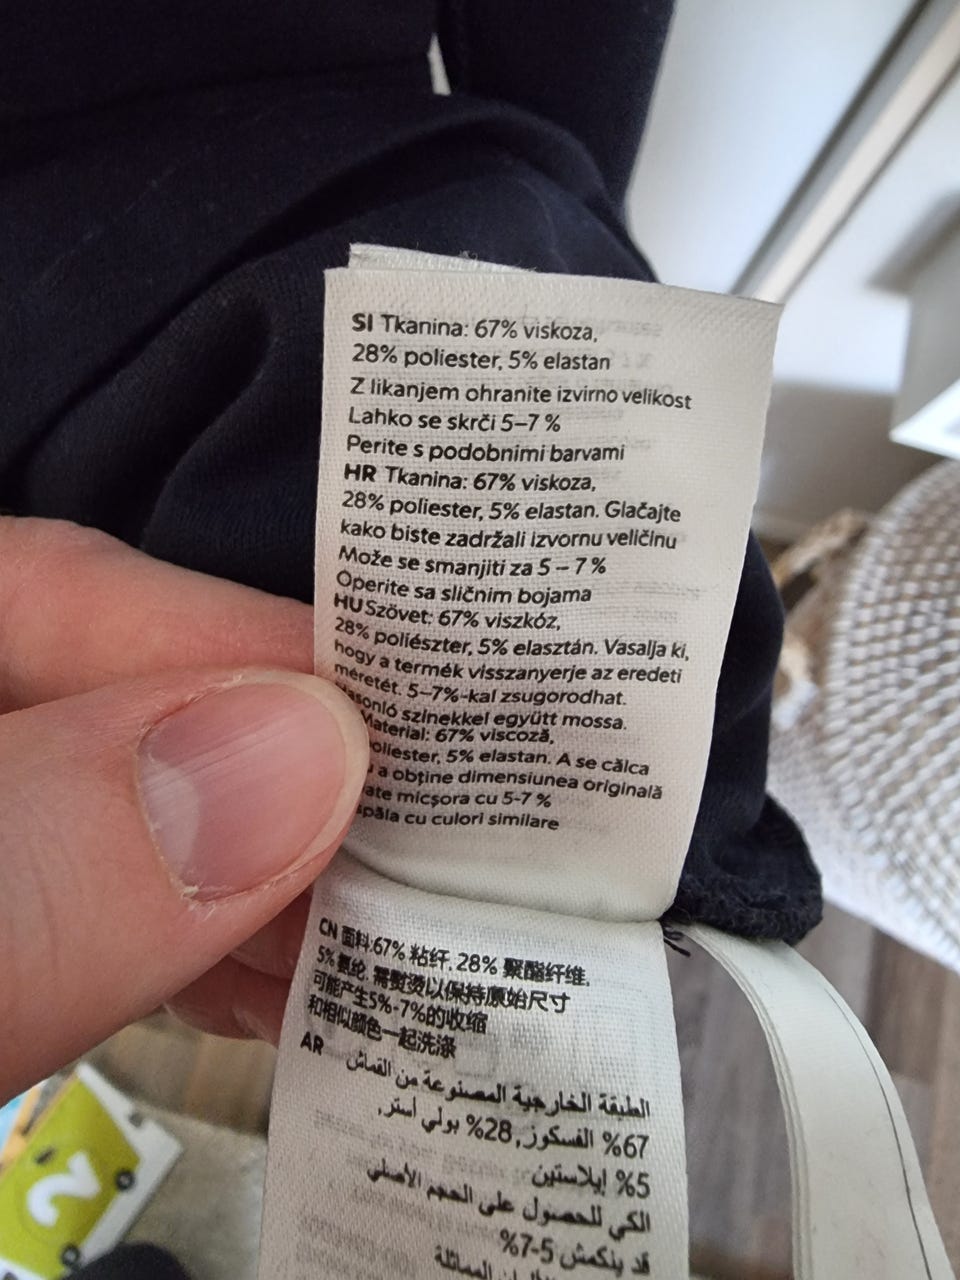 SI Tkanina: 67% viskoza,
28% poliester, 5% elastan
Z likanjem ohranite izvirno velikost
Lahko se skrči 5–7 %
Perite s podobnimi barvami
HR Tkanina: 67% viskoza,
28% poliester, 5% elastan. Glačajte
kako biste zadržali izvornu veličinu
Može se smanjiti za 5 – 7 %
Operite sa sličnim bojama
HU Szövet: 67% viszkóz,
28% poliészter, 5% elasztán. Vasalja ki,
hogy a termék visszanyerje az eredeti
méretét. 5–7%-kal zsugorodhat.
színekkel együtt mossa.
Material: 67% viscoză,
5% elastan. A se călca
a obține dimensiunea originală
micșora cu 5-7 %
cu culori similare
CN 面料:67% 粘纤, 28% 聚酯纤维,
5% 氨纶. 需熨烫以保持原始尺寸
可能产生5%-7%的收缩
和相似颜色一起洗涤
AR الطبقة الخارجية المصنوعة من القماش
67% الفسكوز, 28% بولي أستر,
5% إيلاستين
الكي للحصول على الحجم الأصلي
قد ينكمش 5-7%
المماثلة
2